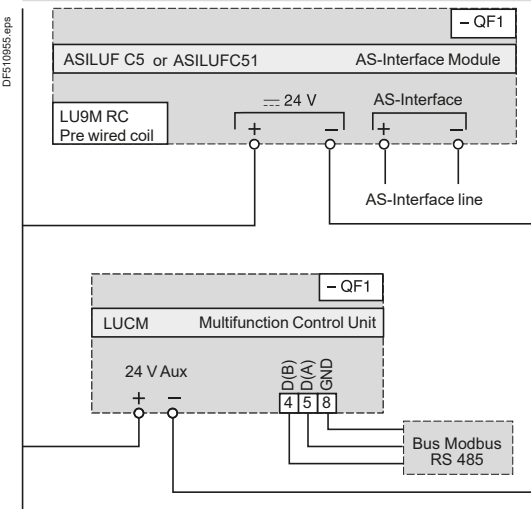 DF510955.eps
– QF1
ASILUF C5 or ASILUFC51 AS-Interface Module
LU9M RC
Pre wired coil
24 V AS-Interface
+ – + –
AS-Interface line
– QF1
LUCM Multifunction Control Unit
24 V Aux
+ –
D(B) D(A) GND
4 5 8
Bus Modbus
RS 485